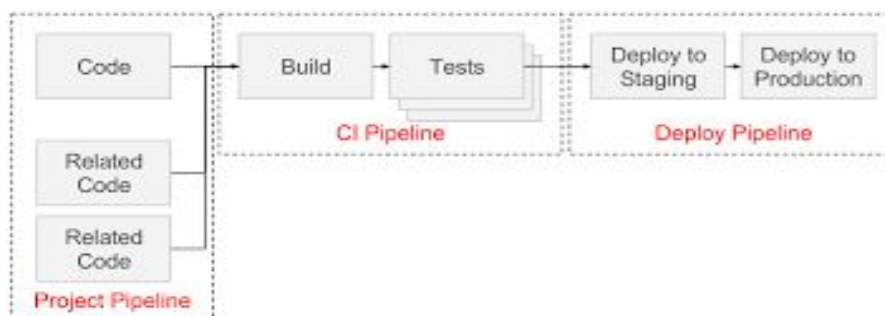 Code
Build
Tests
Deploy to
Staging
Deploy to
Production
CI Pipeline
Deploy Pipeline
Related
Code
Related
Code
Project Pipeline